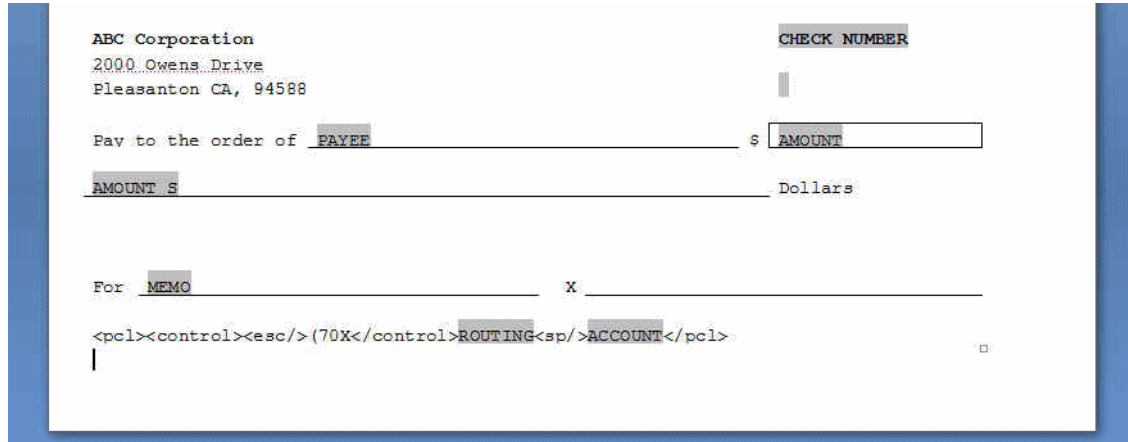 ABC Corporation CHECK NUMBER
2000 Owens Drive
Pleasanton CA, 94588
Pay to the order of PAYEE $ AMOUNT
AMOUNT S Dollars
For MEMO X
<pcl><control><esc/>(70X</control>ROUTING<sp/>ACCOUNT</pcl>